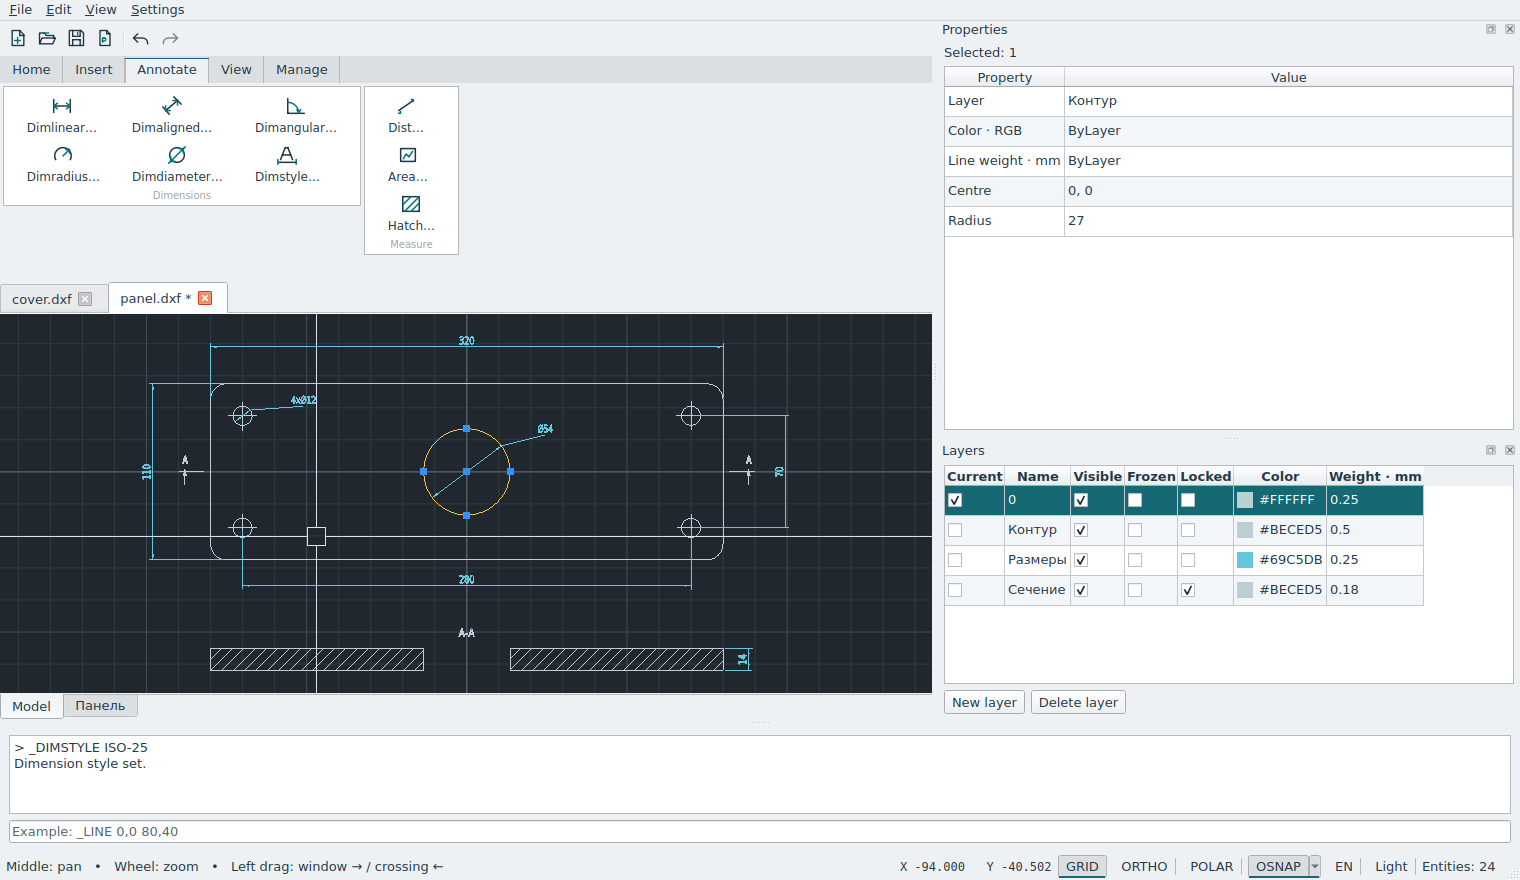 File Edit View Settings
Home Insert Annotate View Manage
Dimlinear... Dimaligned... Dimangular...
Dimradius... Dimdiameter... Dimstyle...
Dimensions
Dist...
Area...
Hatch...
Measure
cover.dxf panel.dxf *
320
4xØ12
Ø54
110
A
A
70
280
A-A
14
Model Панель
> _DIMSTYLE ISO-25
Dimension style set.
Example: _LINE 0,0 80,40
Middle: pan • Wheel: zoom • Left drag: window → / crossing ←
X -94.000 Y -40.502 GRID ORTHO POLAR OSNAP EN Light Entities: 24
Properties
Selected: 1
Property Value
Layer Контур
Color · RGB ByLayer
Line weight · mm ByLayer
Centre 0, 0
Radius 27
Layers
Current Name Visible Frozen Locked Color Weight · mm
0 #FFFFFF 0.25
Контур #BECED5 0.5
Размеры #69C5DB 0.25
Сечение #BECED5 0.18
New layer Delete layer